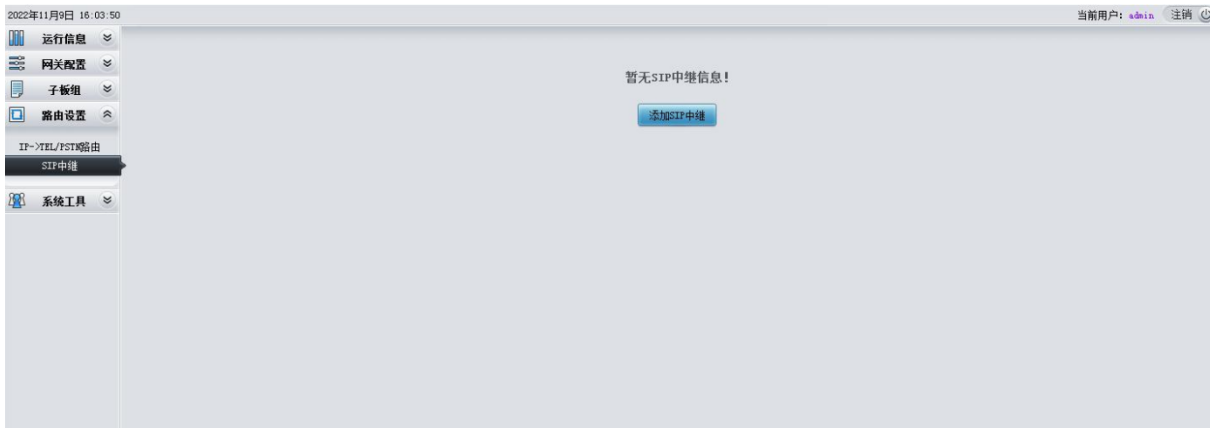 2022年11月9日 16:03:50
当前用户: admin 注销
运行信息
网关配置
子板组
路由设置
IP->TEL/PSTN路由
SIP中继
系统工具
暂无SIP中继信息!
添加SIP中继